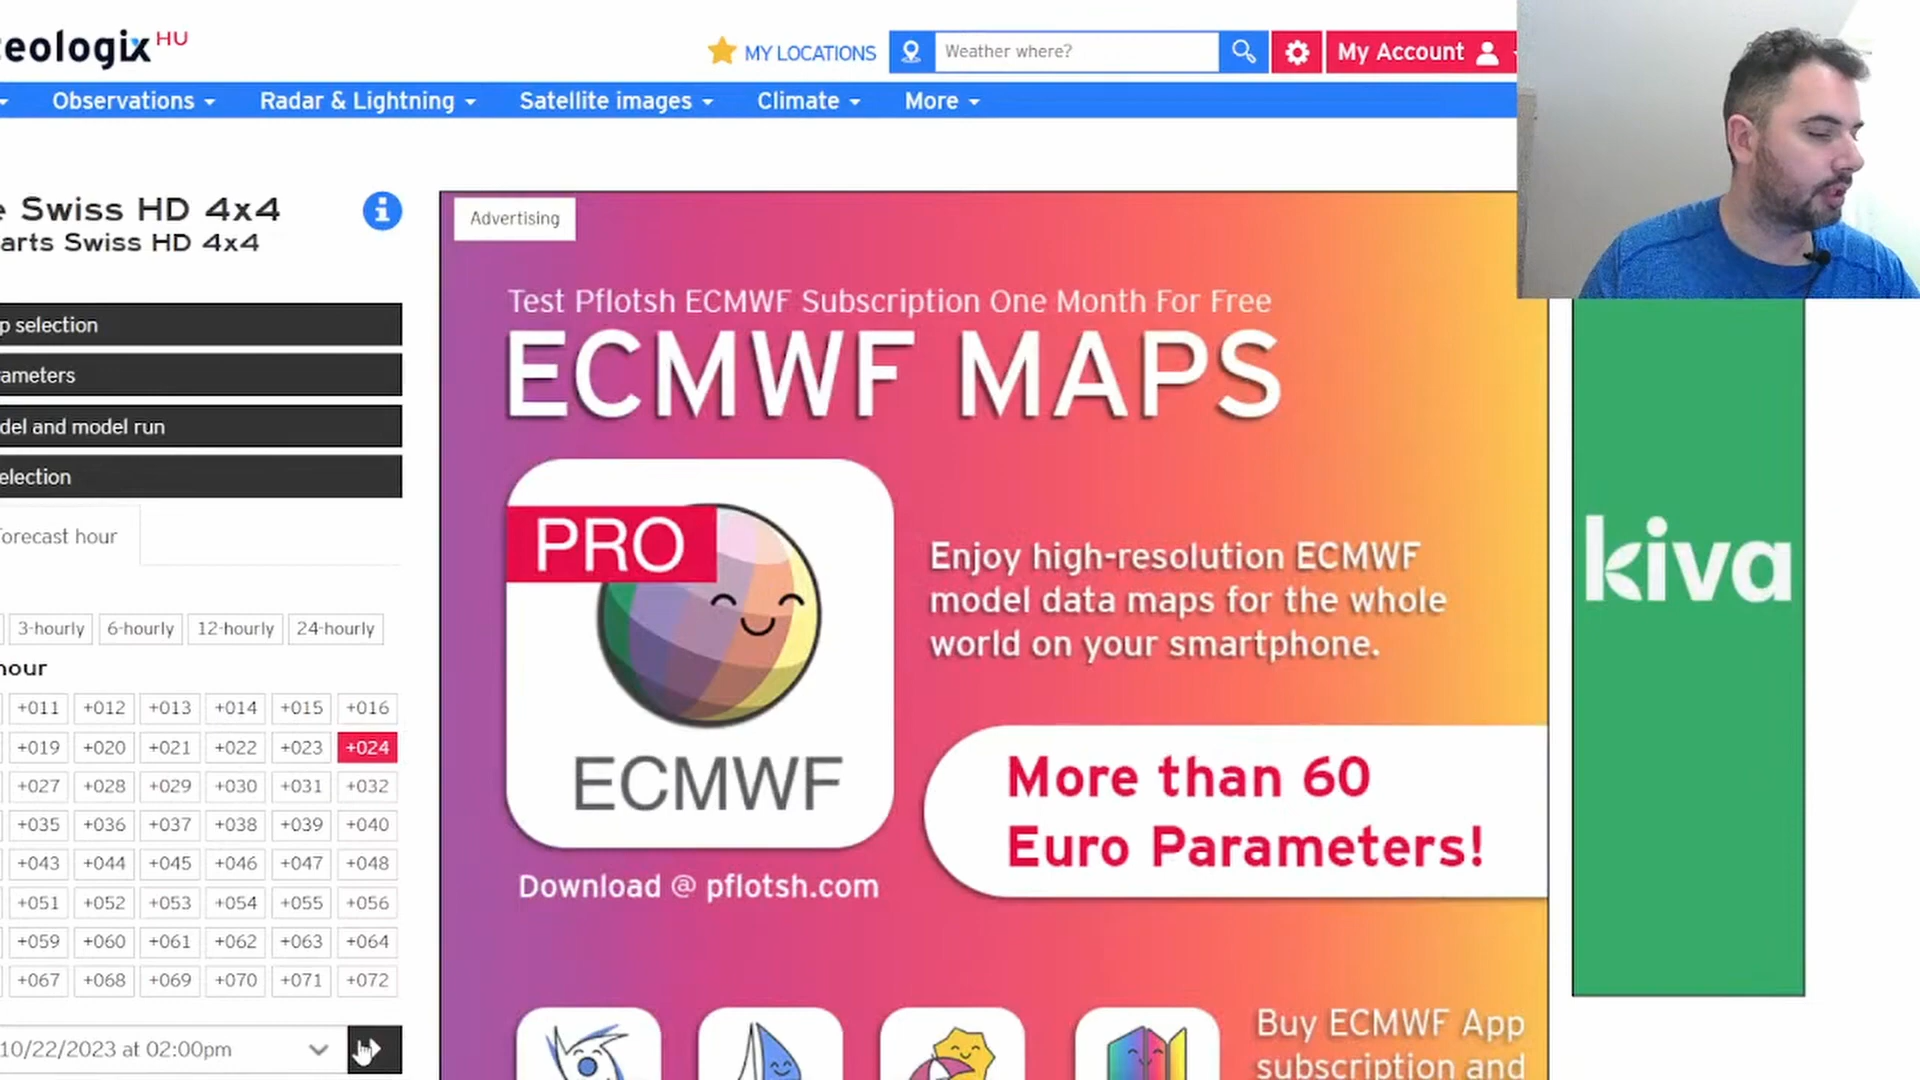 eologix HU
MY LOCATIONS
Weather where?
My Account
Observations
Radar & Lightning
Satellite images
Climate
More
e Swiss HD 4x4
arts Swiss HD 4x4
p selection
ameters
del and model run
election
orecast hour
3-hourly 6-hourly 12-hourly 24-hourly
hour
+011 +012 +013 +014 +015 +016
+019 +020 +021 +022 +023 +024
+027 +028 +029 +030 +031 +032
+035 +036 +037 +038 +039 +040
+043 +044 +045 +046 +047 +048
+051 +052 +053 +054 +055 +056
+059 +060 +061 +062 +063 +064
+067 +068 +069 +070 +071 +072
10/22/2023 at 02:00pm
Advertising
Test Pflotsh ECMWF Subscription One Month For Free
ECMWF MAPS
PRO
ECMWF
Download @ pflotsh.com
Enjoy high-resolution ECMWF
model data maps for the whole
world on your smartphone.
More than 60
Euro Parameters!
Buy ECMWF App
subscription and
kiva